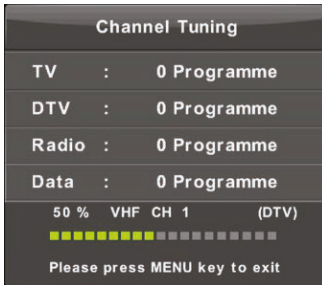 Channel Tuning
TV : 0 Programme
DTV : 0 Programme
Radio : 0 Programme
Data : 0 Programme
50 % VHF CH 1 (DTV)
Please press MENU key to exit